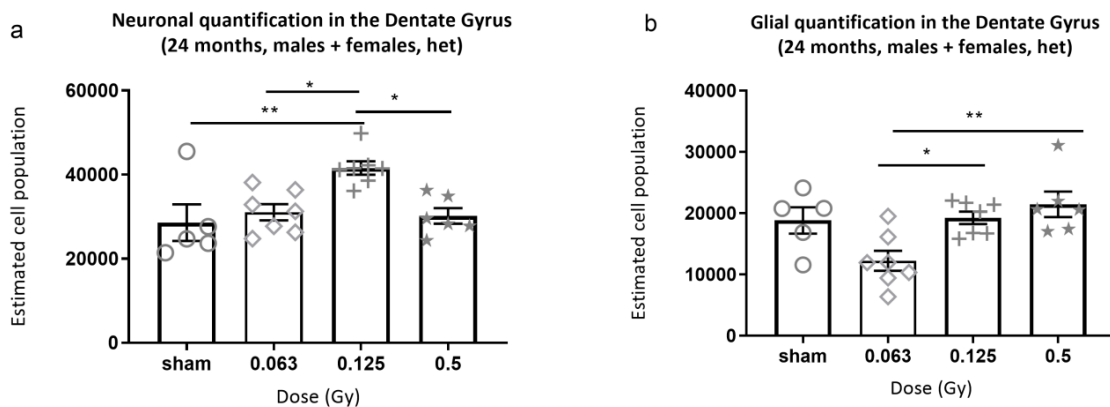 a
Neuronal quantification in the Dentate Gyrus
(24 months, males + females, het)
Estimated cell population
60000
40000
20000
0
*
**
*
sham
0.063
0.125
0.5
Dose (Gy)
b
Glial quantification in the Dentate Gyrus
(24 months, males + females, het)
Estimated cell population
40000
30000
20000
10000
0
**
*
sham
0.063
0.125
0.5
Dose (Gy)